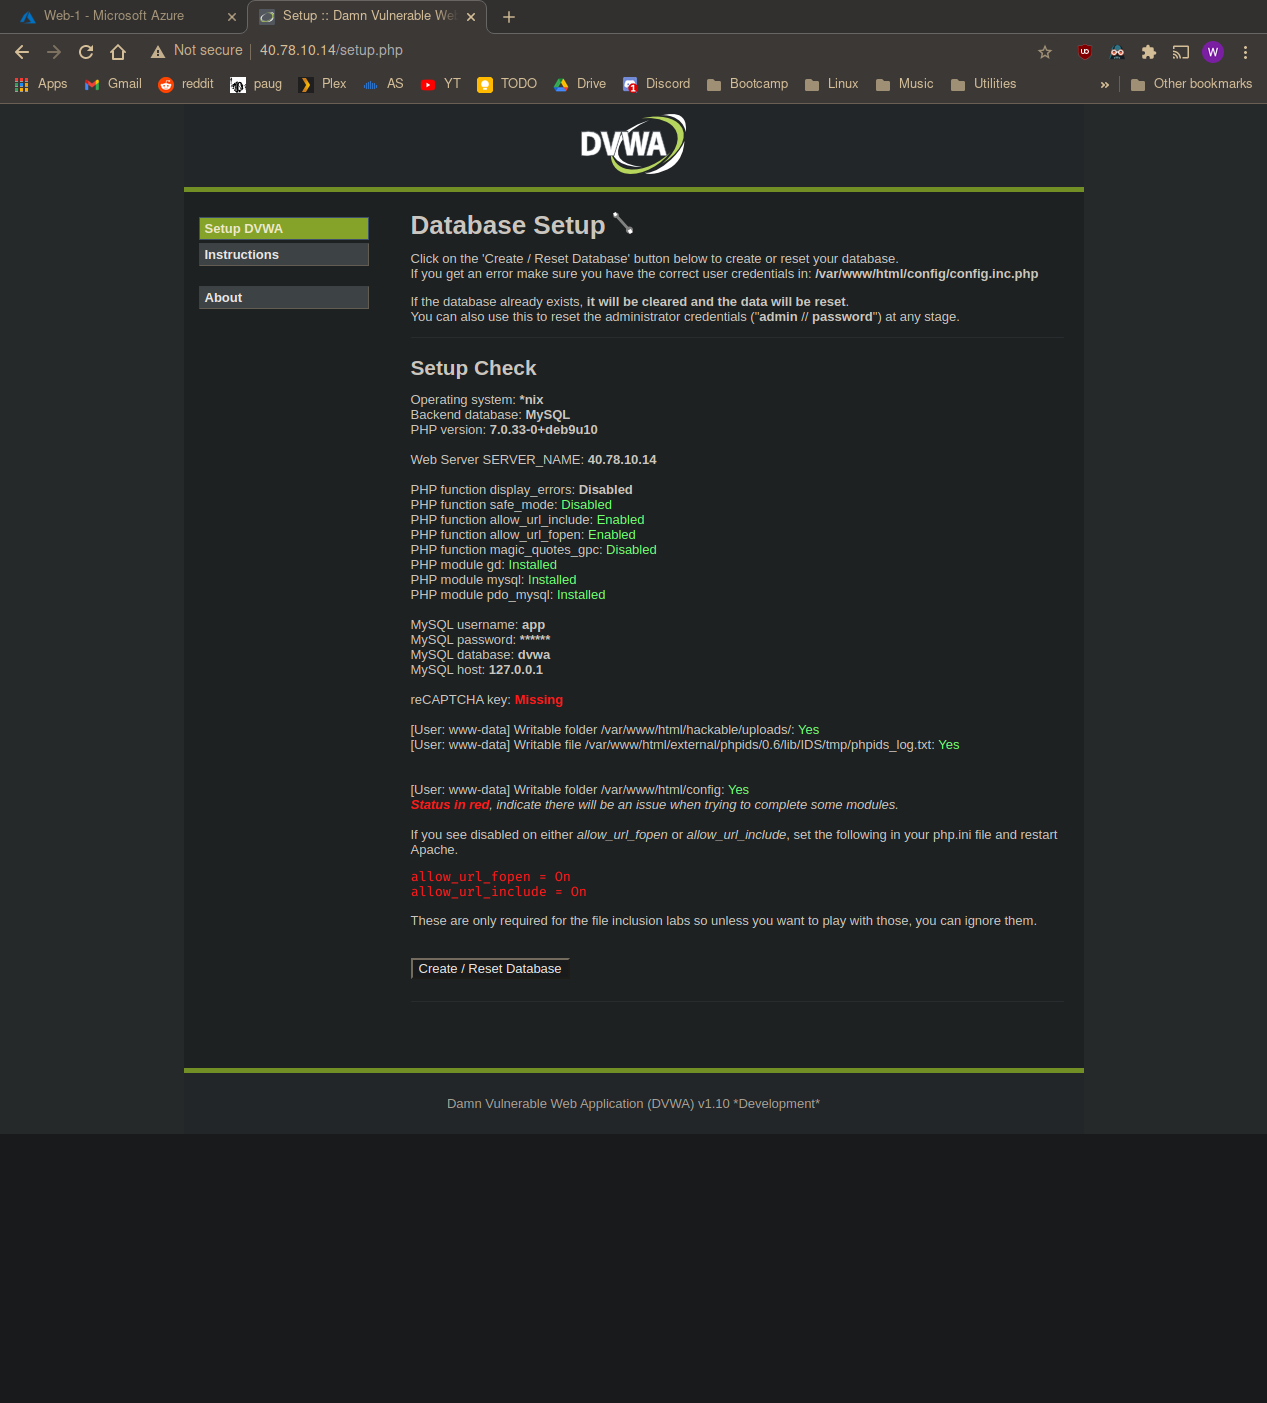 Web-1 - Microsoft Azure
Setup :: Damn Vulnerable We
Not secure
40.78.10.14/setup.php
UD
W
Apps
Gmail
reddit
paug
Plex
AS
YT
TODO
Drive
1
Discord
Bootcamp
Linux
Music
Utilities
»
Other bookmarks
DVWA
Setup DVWA
Instructions
About
Database Setup
Click on the 'Create / Reset Database' button below to create or reset your database.
If you get an error make sure you have the correct user credentials in: /var/www/html/config/config.inc.php
If the database already exists, it will be cleared and the data will be reset.
You can also use this to reset the administrator credentials ("admin // password") at any stage.
Setup Check
Operating system: *nix
Backend database: MySQL
PHP version: 7.0.33-0+deb9u10
Web Server SERVER_NAME: 40.78.10.14
PHP function display_errors: Disabled
PHP function safe_mode: Disabled
PHP function allow_url_include: Enabled
PHP function allow_url_fopen: Enabled
PHP function magic_quotes_gpc: Disabled
PHP module gd: Installed
PHP module mysql: Installed
PHP module pdo_mysql: Installed
MySQL username: app
MySQL password: ******
MySQL database: dvwa
MySQL host: 127.0.0.1
reCAPTCHA key: Missing
[User: www-data] Writable folder /var/www/html/hackable/uploads/: Yes
[User: www-data] Writable file /var/www/html/external/phpids/0.6/lib/IDS/tmp/phpids_log.txt: Yes
[User: www-data] Writable folder /var/www/html/config: Yes
Status in red, indicate there will be an issue when trying to complete some modules.
If you see disabled on either allow_url_fopen or allow_url_include, set the following in your php.ini file and restart
Apache.
allow_url_fopen = On
allow_url_include = On
These are only required for the file inclusion labs so unless you want to play with those, you can ignore them.
Create / Reset Database
Damn Vulnerable Web Application (DVWA) v1.10 *Development*